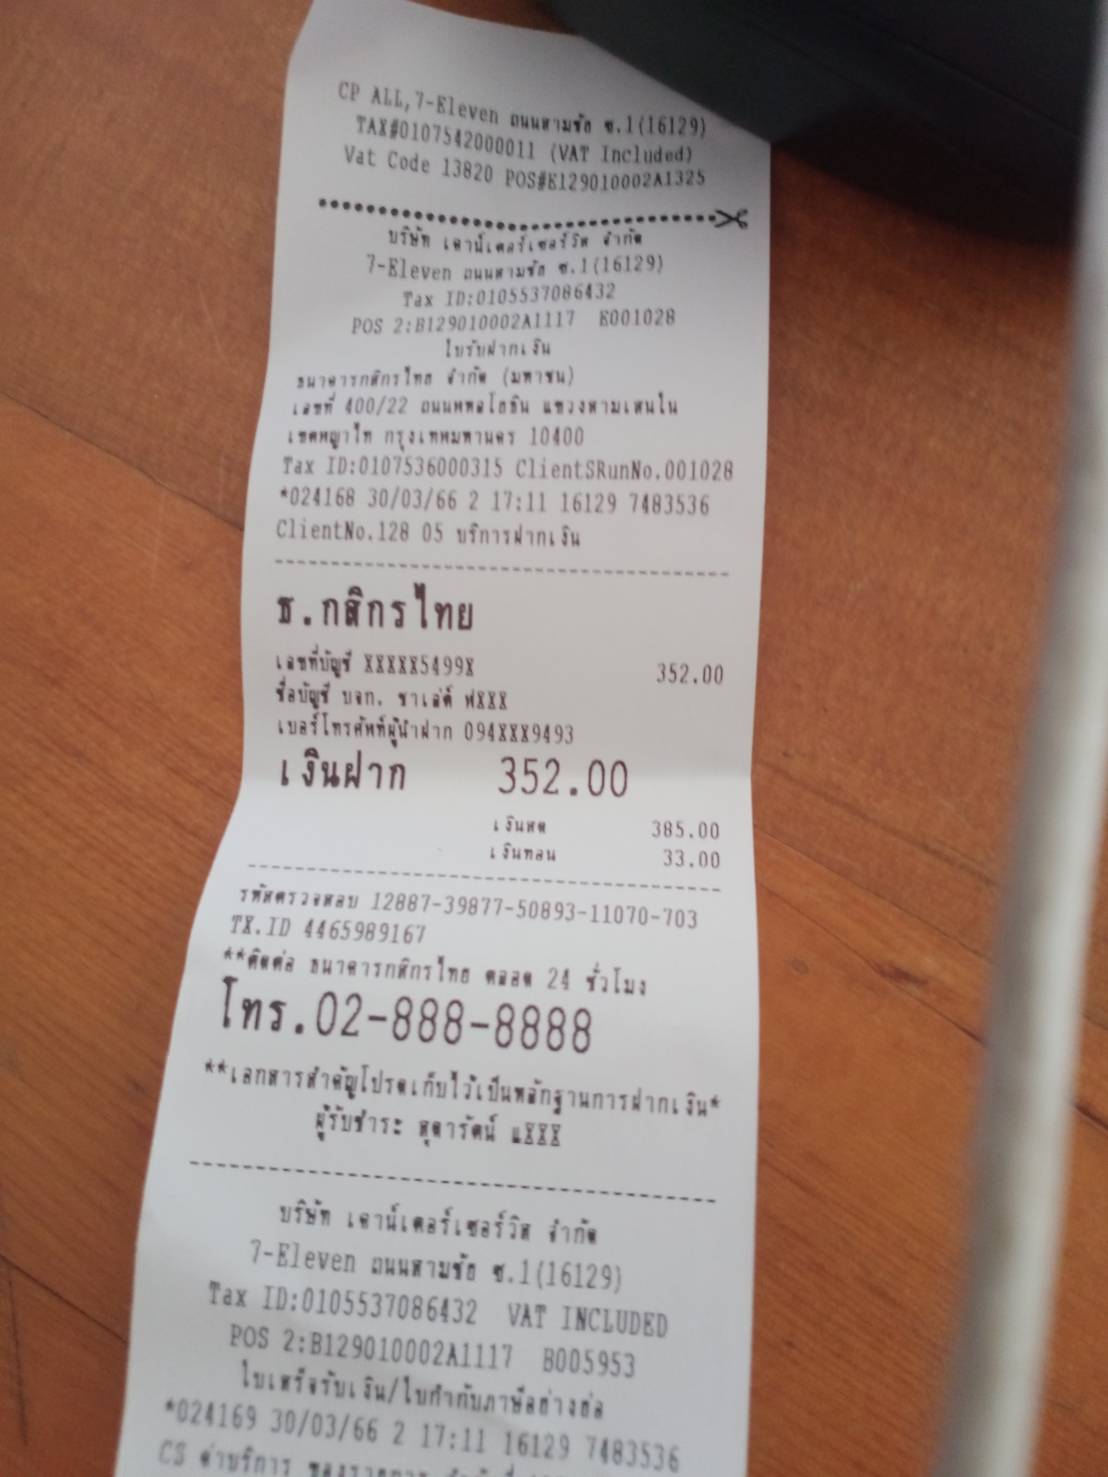 CP ALL,7-Eleven ถนนสามชัย ซ.1(16129)
TAX#0107542000011 (VAT Included)
Vat Code 13820 POS#E129010002A1325
บริษัท เคาน์เตอร์เซอร์วิส จำกัด
7-Eleven ถนนสามชัย ซ.1(16129)
Tax ID:0105537086432
POS 2:B129010002A1117 E001028
ใบรับฝากเงิน
ธนาคารกสิกรไทย จำกัด (มหาชน)
เลขที่ 400/22 ถนนพหลโยธิน แขวงสามเสนใน
เขตพญาไท กรุงเทพมหานคร 10400
Tax ID:0107536000315 ClientSRunNo.001028
*024168 30/03/66 2 17:11 16129 7483536
ClientNo.128 05 บริการฝากเงิน
ธ.กสิกรไทย
เลขที่บัญชี XXXXX5499X 352.00
ชื่อบัญชี บจก. ชาเล่ต์ ฟXXX
เบอร์โทรศัพท์ผู้นำฝาก 094XXX9493
เงินฝาก 352.00
เงินสด 385.00
เงินทอน 33.00
รหัสตรวจสอบ 12887-39877-50893-11070-703
TX.ID 4465989167
**ติดต่อ ธนาคารกสิกรไทย ตลอด 24 ชั่วโมง
โทร.02-888-8888
**เอกสารสำคัญโปรดเก็บไว้เป็นหลักฐานการฝากเงิน*
ผู้รับชำระ สุดารัตน์ แXXX
บริษัท เคาน์เตอร์เซอร์วิส จำกัด
7-Eleven ถนนสามชัย ซ.1(16129)
Tax ID:0105537086432 VAT INCLUDED
POS 2:B129010002A1117 B005953
ใบเสร็จรับเงิน/ใบกำกับภาษีอย่างย่อ
*024169 30/03/66 2 17:11 16129 7483536
CS ค่าบริการ